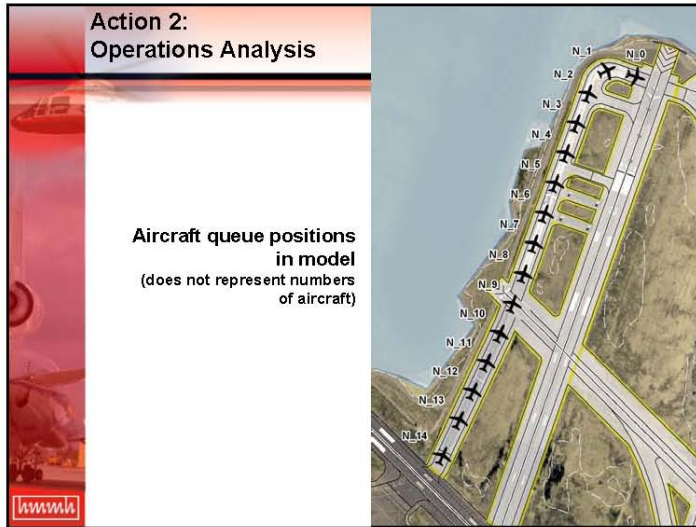 Action 2:
Operations Analysis
Aircraft queue positions
in model
(does not represent numbers
of aircraft)
N_0
N_1
N_2
N_3
N_4
N_5
N_6
N_7
N_8
N_9
N_10
N_11
N_12
N_13
N_14
hmmh